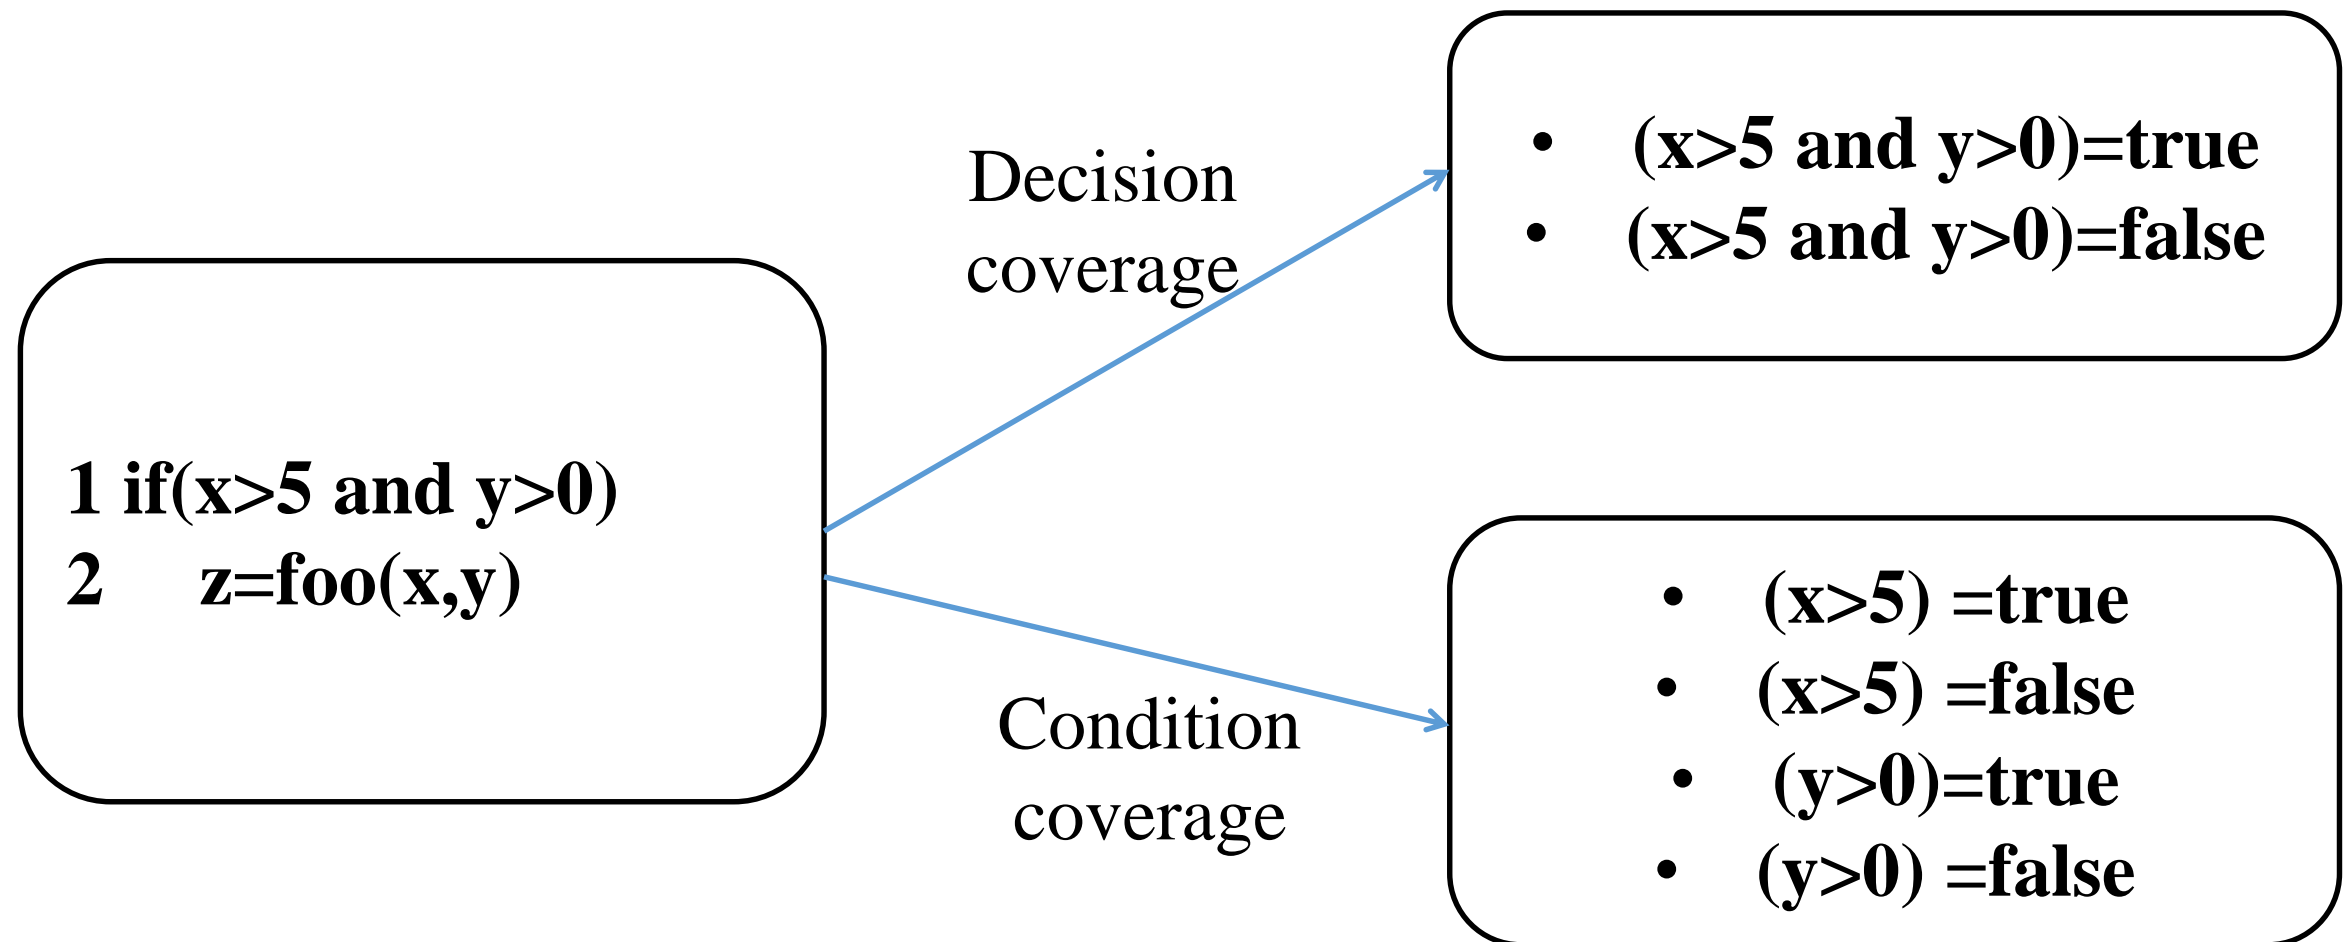 1 if(x>5 and y>0)
2 z=foo(x,y)
Decision
coverage
• (x>5 and y>0)=true
• (x>5 and y>0)=false
Condition
coverage
• (x>5) =true
• (x>5) =false
• (y>0)=true
• (y>0) =false